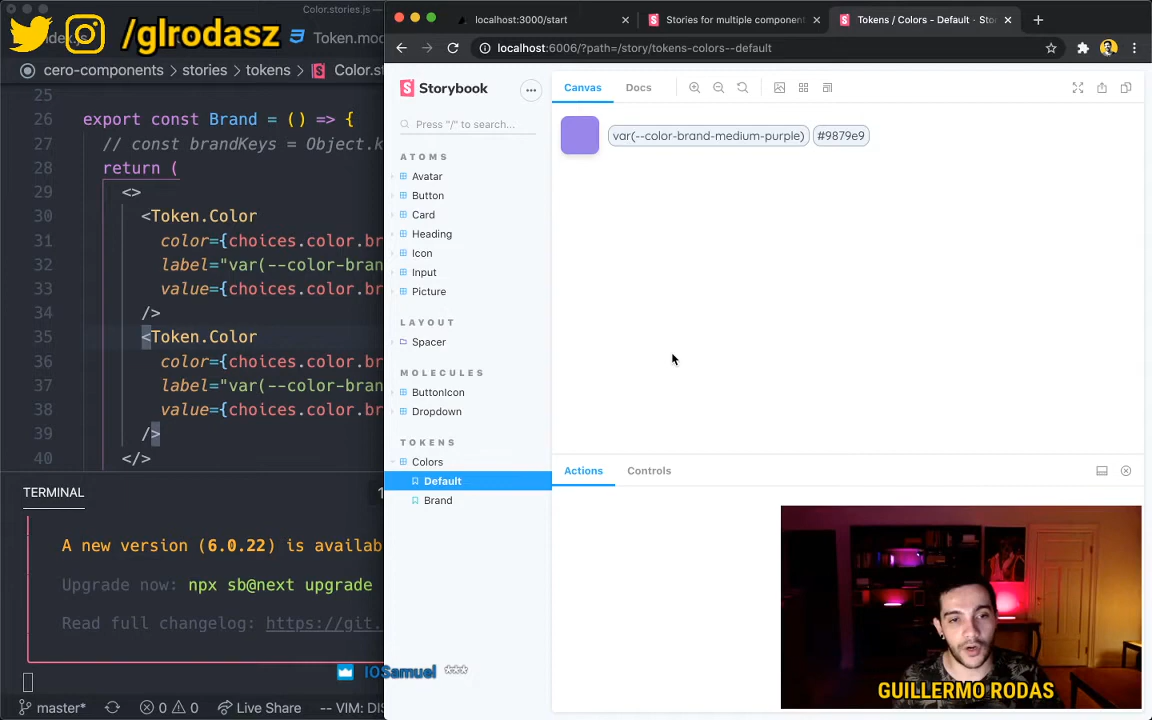 Color.stories.js
/glrodasz
Token.mod
cero-components > stories > tokens > Color.st
25
26 export const Brand = () => {
27 // const brandKeys = Object.k
28 return (
29 <>
30 <Token.Color
31 color={choices.color.br
32 label="var(--color-bran
33 value={choices.color.br
34 />
35 <Token.Color
36 color={choices.color.br
37 label="var(--color-bran
38 value={choices.color.br
39 />
40 </>
TERMINAL
1
A new version (6.0.22) is availab
Upgrade now: npx sb@next upgrade
Read full changelog: https://git.
IOSamuel ***
master* 0 0 Live Share -- VIM: DIS
localhost:3000/start
Stories for multiple component
Tokens / Colors - Default · Sto
localhost:6006/?path=/story/tokens-colors--default
Storybook
Press "/" to search...
ATOMS
Avatar
Button
Card
Heading
Icon
Input
Picture
LAYOUT
Spacer
MOLECULES
ButtonIcon
Dropdown
TOKENS
Colors
Default
Brand
Canvas Docs
var(--color-brand-medium-purple) #9879e9
Actions Controls
GUILLERMO RODAS